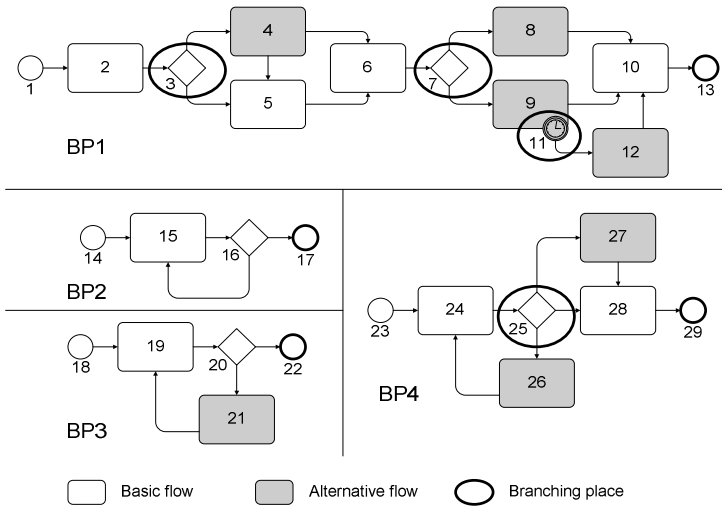 4 8
1 2 3 6 7 10 13
5 9
11 12
BP1
14 15 16 17
BP2
27
23 24 25 28 29
26
BP4
18 19 20 22
21
BP3
Basic flow Alternative flow Branching place